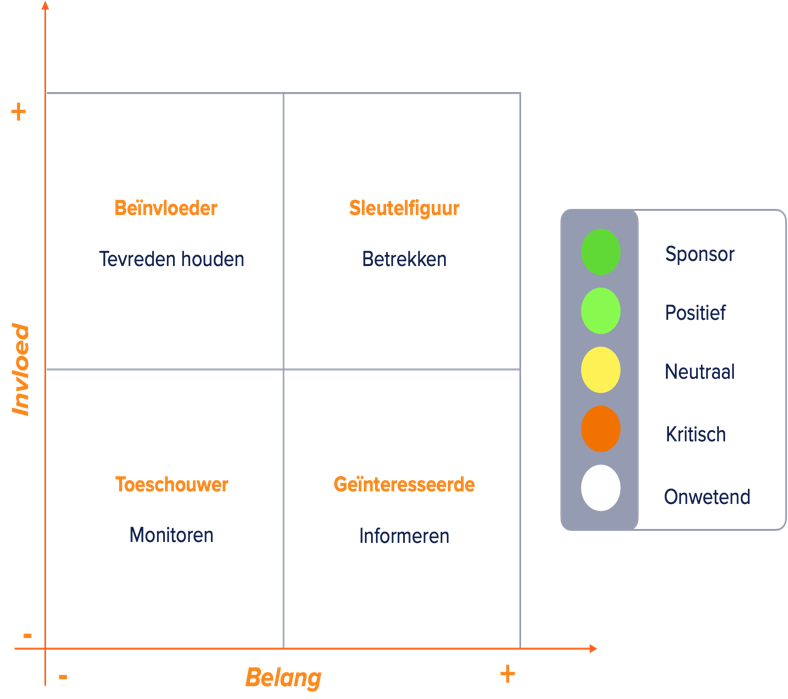 +
Beïnvloeder
Sleutelfiguur
Tevreden houden
Betrekken
Invloed
Toeschouwer
Geïnteresseerde
Monitoren
Informeren
-
-
Belang
+
Sponsor
Positief
Neutraal
Kritisch
Onwetend